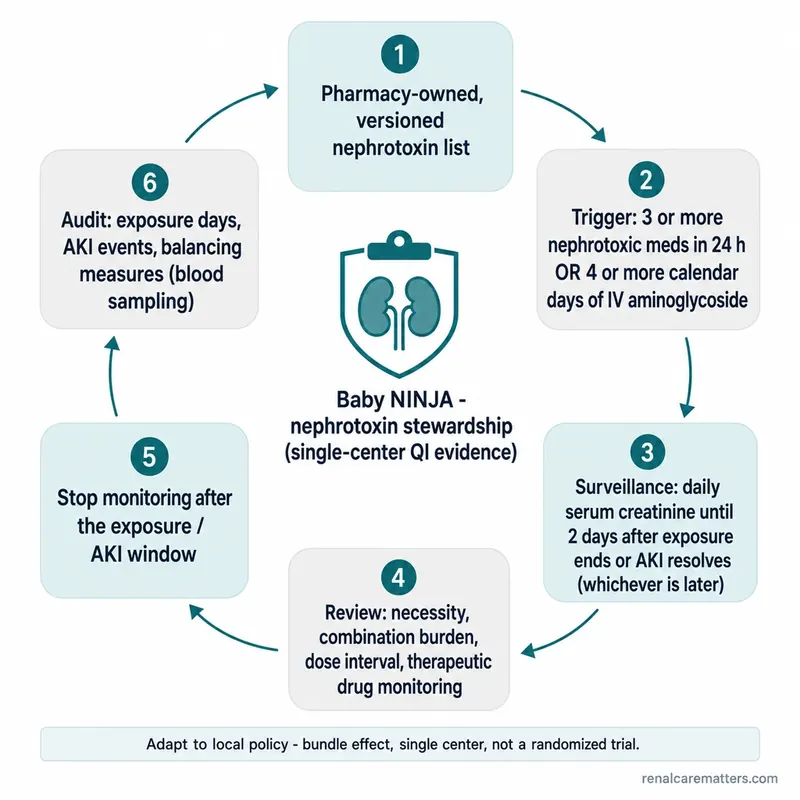 1
Pharmacy-owned,
versioned
nephrotoxin list
2
Trigger: 3 or more
nephrotoxic meds in 24 h
OR 4 or more calendar
days of IV aminoglycoside
3
Surveillance: daily
serum creatinine until
2 days after exposure
ends or AKI resolves
(whichever is later)
4
Review: necessity,
combination burden,
dose interval, therapeutic
drug monitoring
5
Stop monitoring after
the exposure /
AKI window
6
Audit: exposure days,
AKI events, balancing
measures (blood
sampling)
Baby NINJA -
nephrotoxin stewardship
(single-center QI evidence)
Adapt to local policy - bundle effect, single center, not a randomized trial.
renalcarematters.com